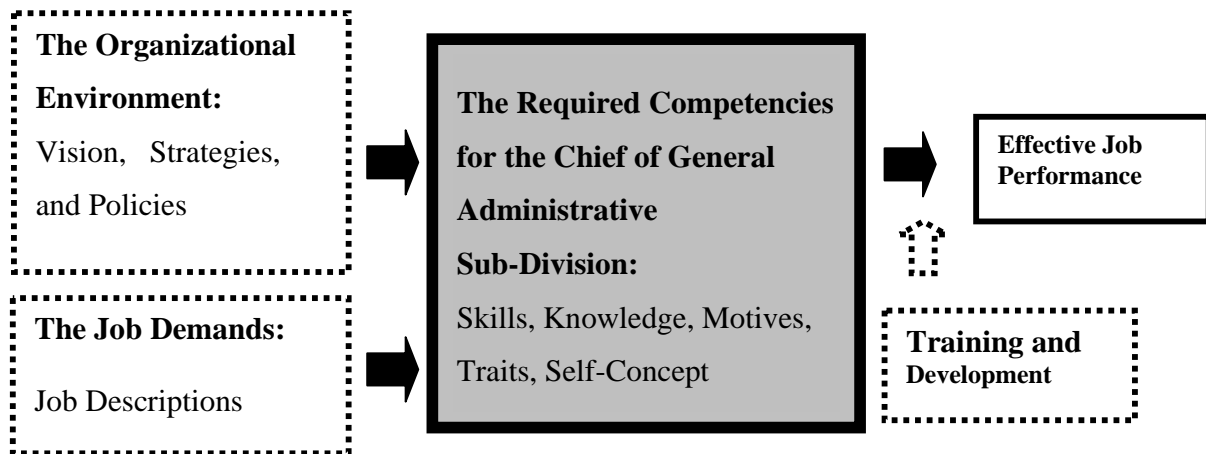 The Organizational
Environment:
Vision, Strategies,
and Policies
The Job Demands:
Job Descriptions
The Required Competencies
for the Chief of General
Administrative
Sub-Division:
Skills, Knowledge, Motives,
Traits, Self-Concept
Effective Job
Performance
Training and
Development